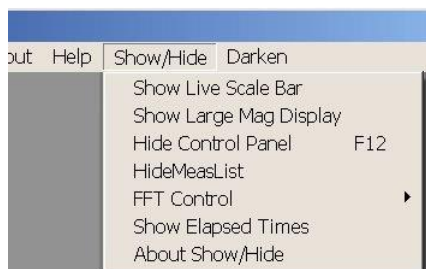 Help Show/Hide Darken
Show Live Scale Bar
Show Large Mag Display
Hide Control Panel F12
HideMeasList
FFT Control
Show Elapsed Times
About Show/Hide